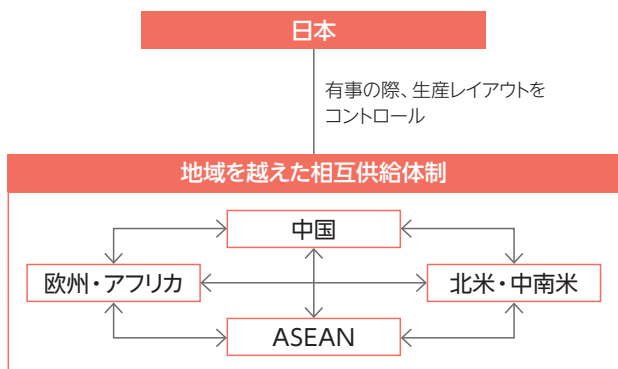 日本
有事の際、生産レイアウトを
コントロール
地域を越えた相互供給体制
中国
欧州・アフリカ
北米・中南米
ASEAN